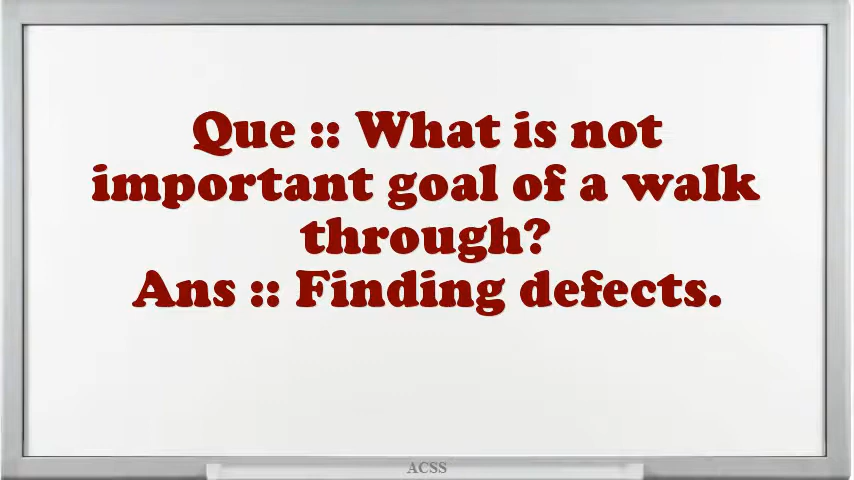 Que :: What is not
important goal of a walk
through?
Ans :: Finding defects.
ACSS